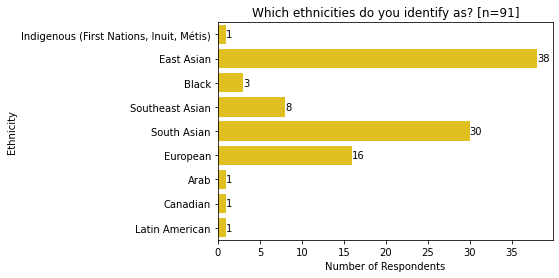 Which ethnicities do you identify as? [n=91]
Ethnicity
Indigenous (First Nations, Inuit, Métis) 1
East Asian 38
Black 3
Southeast Asian 8
South Asian 30
European 16
Arab 1
Canadian 1
Latin American 1
0 5 10 15 20 25 30 35
Number of Respondents